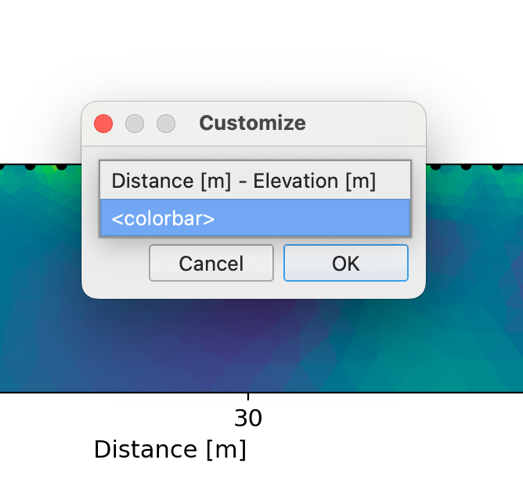 Customize
Distance [m] - Elevation [m]
<colorbar>
Cancel
OK
30
Distance [m]